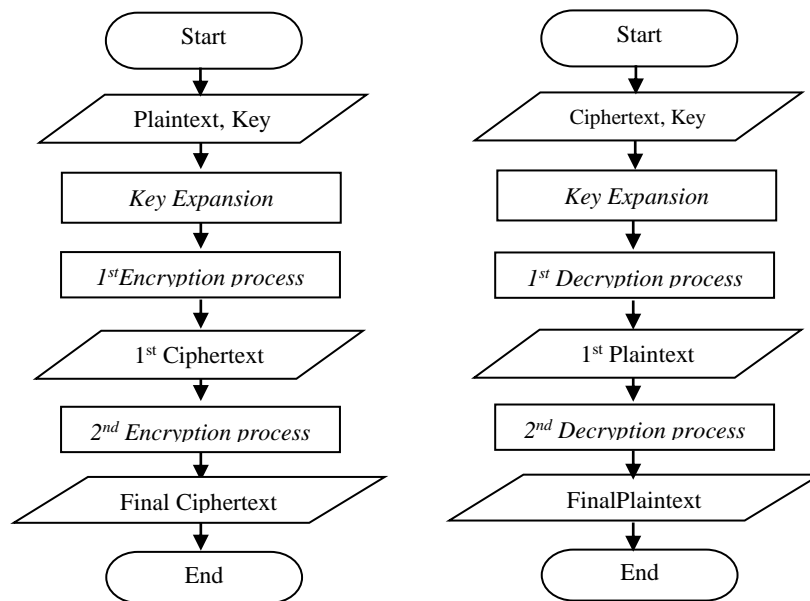 Start
Plaintext, Key
Key Expansion
1stEncryption process
1st Ciphertext
2nd Encryption process
Final Ciphertext
End
Start
Ciphertext, Key
Key Expansion
1st Decryption process
1st Plaintext
2nd Decryption process
FinalPlaintext
End